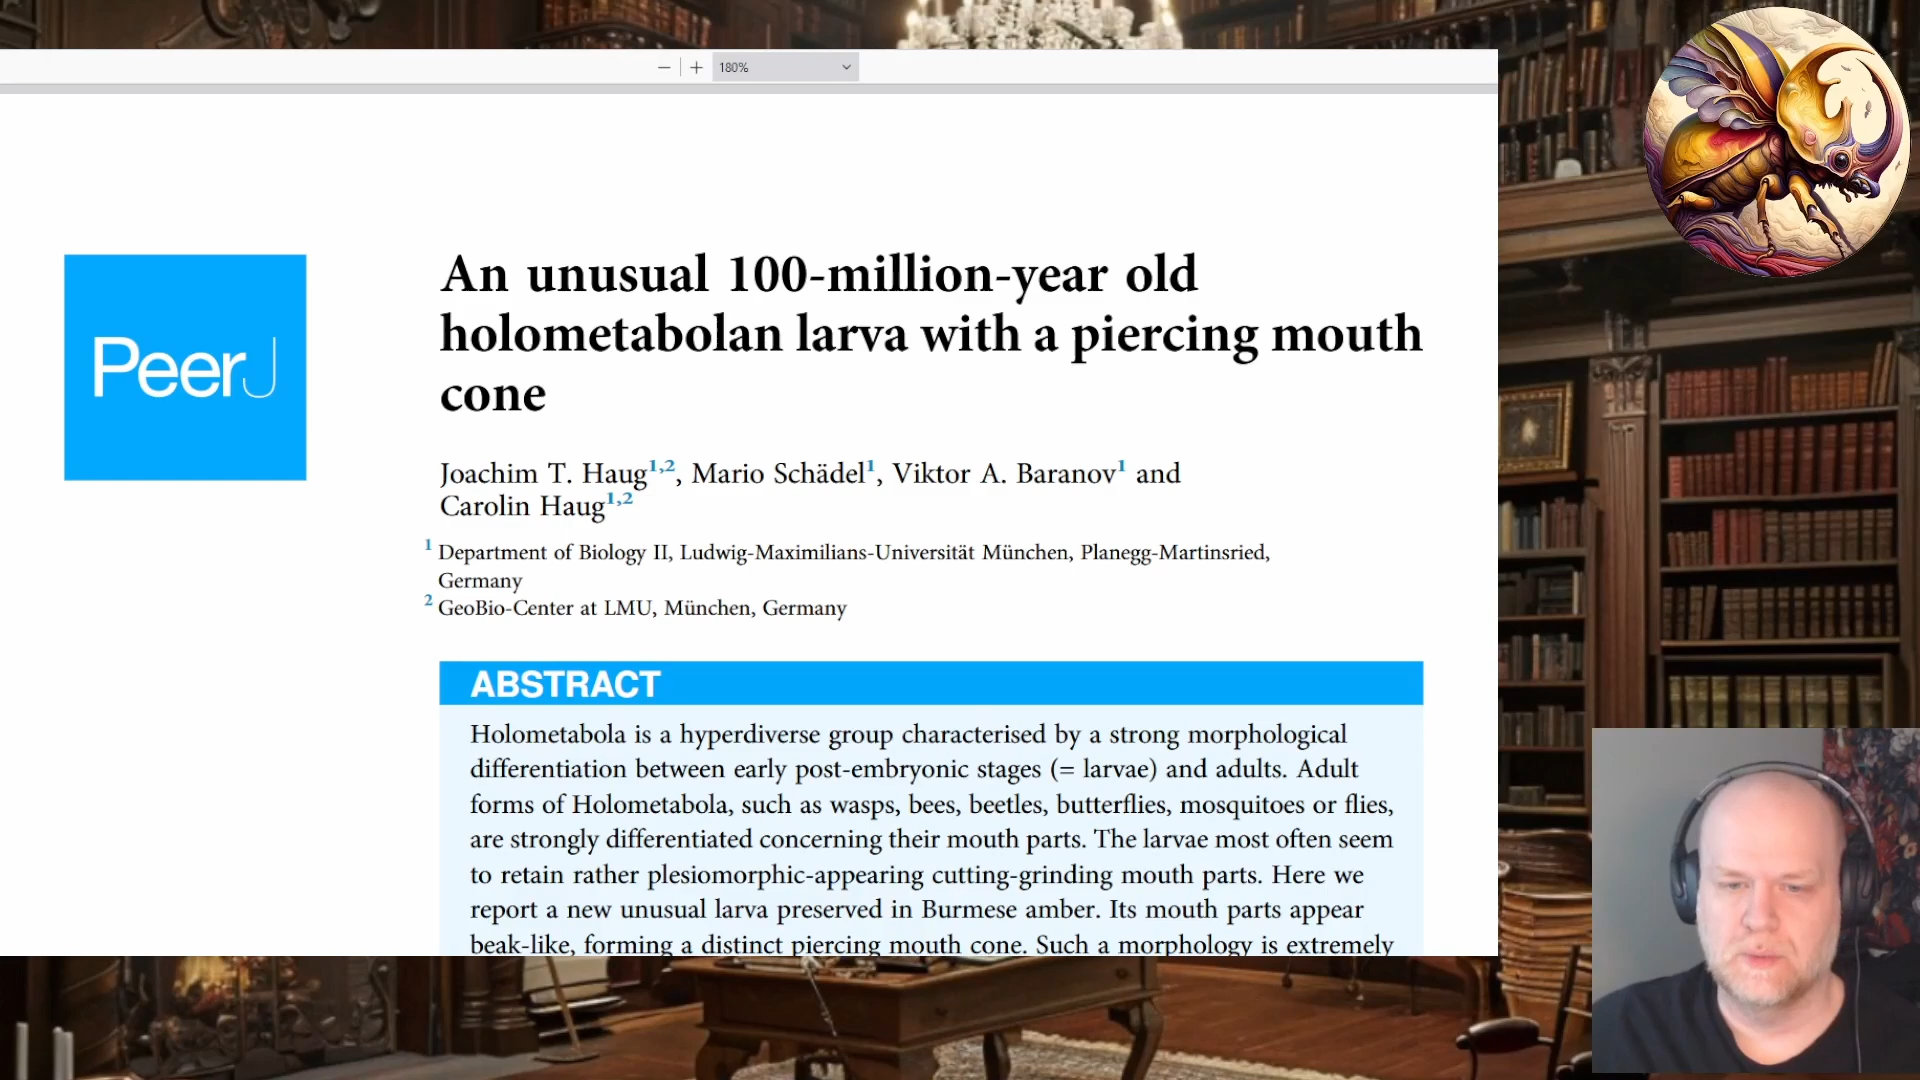 180%
PeerJ
An unusual 100-million-year old
holometabolan larva with a piercing mouth
cone
Joachim T. Haug1,2, Mario Schädel1, Viktor A. Baranov1 and
Carolin Haug1,2
1 Department of Biology II, Ludwig-Maximilians-Universität München, Planegg-Martinsried,
Germany
2 GeoBio-Center at LMU, München, Germany
ABSTRACT
Holometabola is a hyperdiverse group characterised by a strong morphological
differentiation between early post-embryonic stages (= larvae) and adults. Adult
forms of Holometabola, such as wasps, bees, beetles, butterflies, mosquitoes or flies,
are strongly differentiated concerning their mouth parts. The larvae most often seem
to retain rather plesiomorphic-appearing cutting-grinding mouth parts. Here we
report a new unusual larva preserved in Burmese amber. Its mouth parts appear
beak-like, forming a distinct piercing mouth cone. Such a morphology is extremely